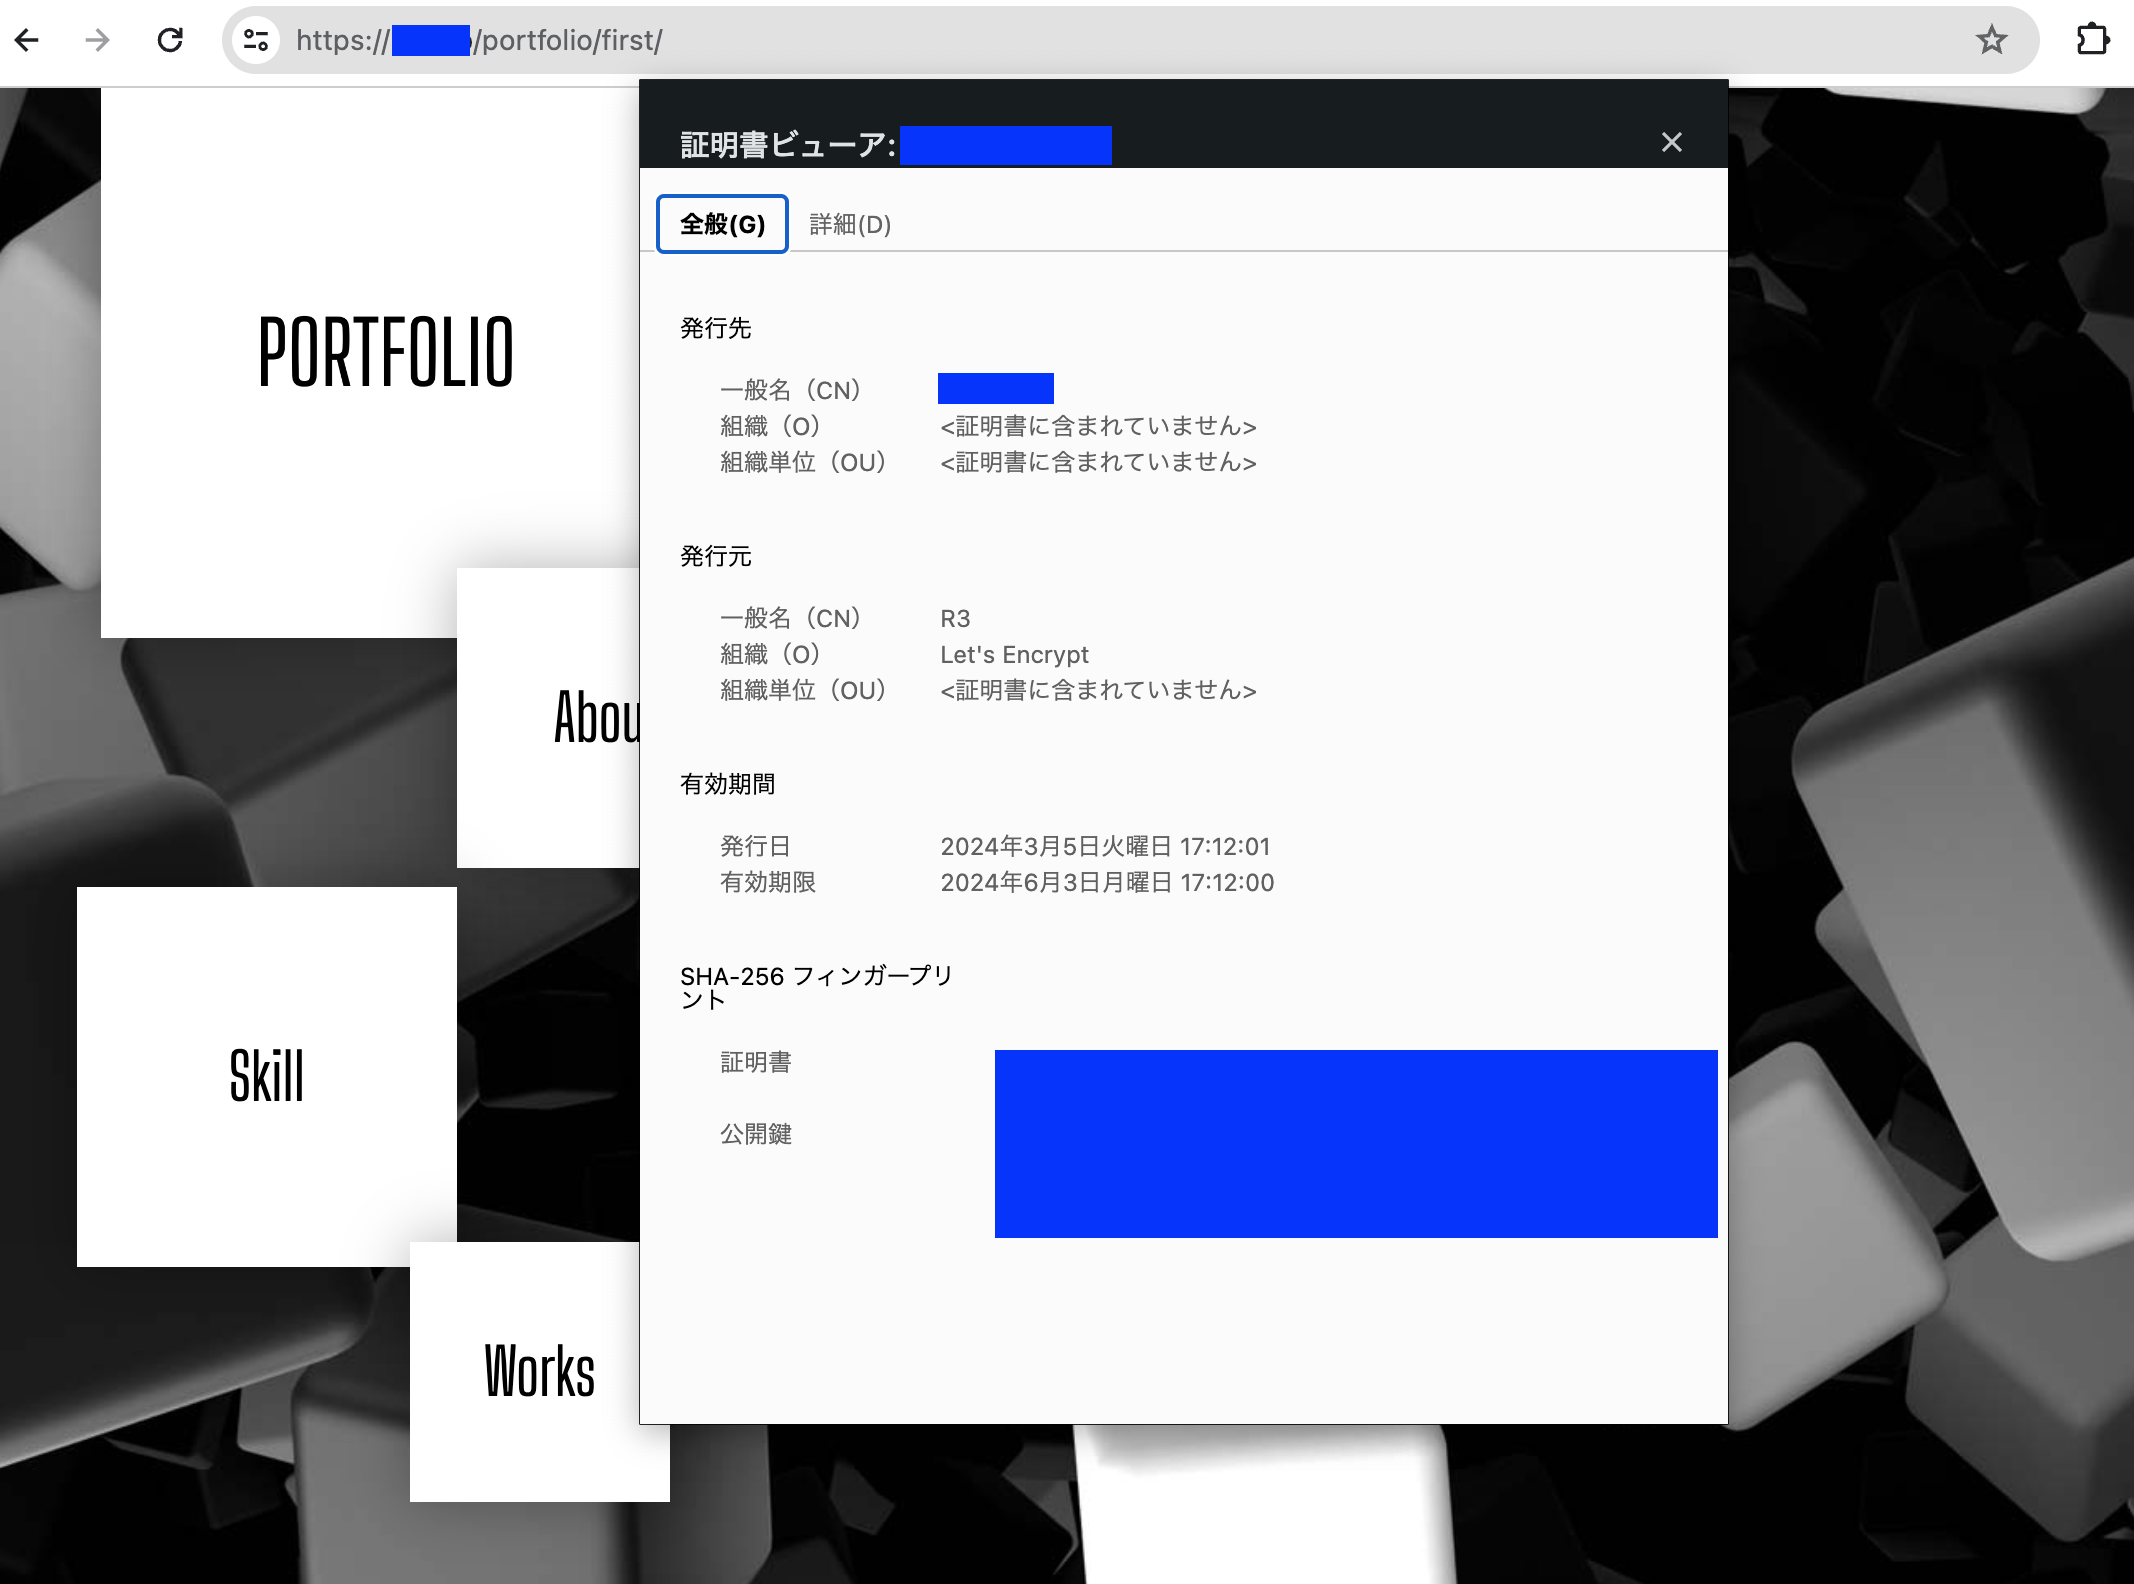 https:// /portfolio/first/
証明書ビューア:
全般(G) 詳細(D)
発行先
一般名（CN）
組織（O） <証明書に含まれていません>
組織単位（OU） <証明書に含まれていません>
発行元
一般名（CN） R3
組織（O） Let's Encrypt
組織単位（OU） <証明書に含まれていません>
有効期間
発行日 2024年3月5日火曜日 17:12:01
有効期限 2024年6月3日月曜日 17:12:00
SHA-256 フィンガープリ
ント
証明書
公開鍵
PORTFOLIO
Abou
Skill
Works